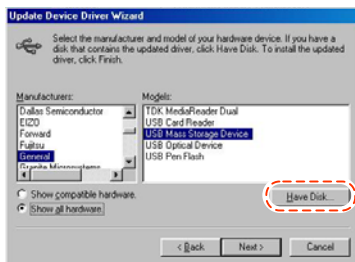 Update Device Driver Wizard
Select the manufacturer and model of your hardware device. If you have a
disk that contains the updated driver, click Have Disk. To install the updated
driver, click Finish.
Manufacturers:
Dallas Semiconductor
EIZO
Forward
Fujitsu
General
Granite Microsystems
Models:
TDK MediaReader Dual
USB Card Reader
USB Mass Storage Device
USB Optical Device
USB Pen Flash
Show compatible hardware.
Show all hardware.
Have Disk...
< Back
Next >
Cancel